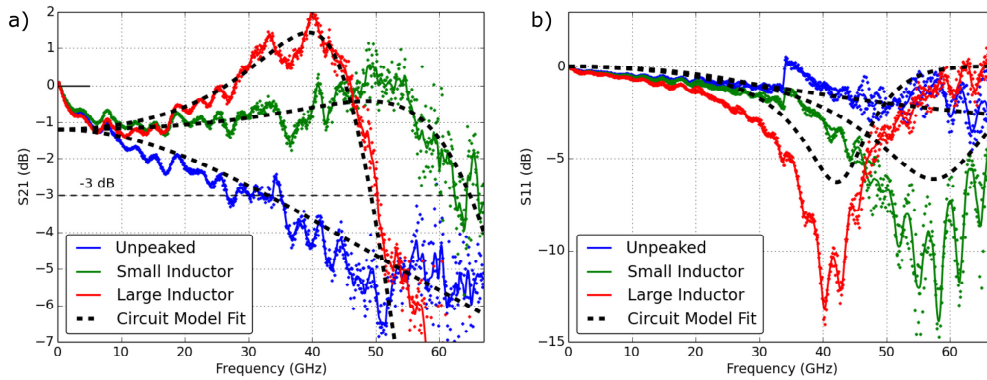 a)
S21 (dB)
2
1
0
−1
−2
−3
−4
−5
−6
−7
-3 dB
Unpeaked
Small Inductor
Large Inductor
Circuit Model Fit
0 10 20 30 40 50 60
Frequency (GHz)
b)
S11 (dB)
0
−5
−10
−15
Unpeaked
Small Inductor
Large Inductor
Circuit Model Fit
0 10 20 30 40 50 60
Frequency (GHz)